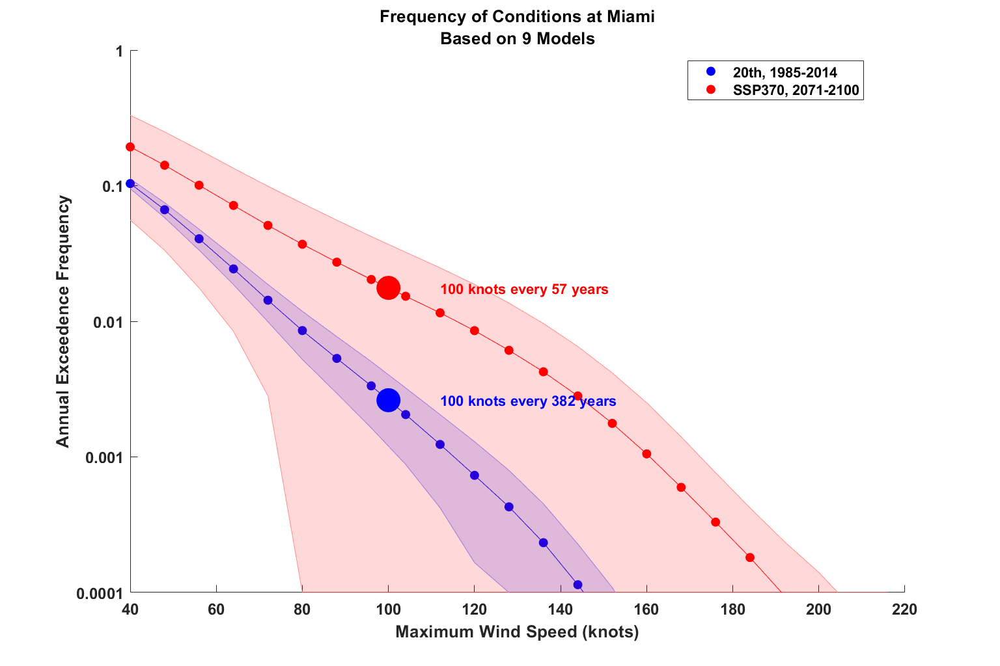 Frequency of Conditions at Miami
Based on 9 Models
1
0.1
0.01
0.001
0.0001
Annual Exceedence Frequency
20th, 1985-2014
SSP370, 2071-2100
100 knots every 57 years
100 knots every 382 years
40 60 80 100 120 140 160 180 200 220
Maximum Wind Speed (knots)